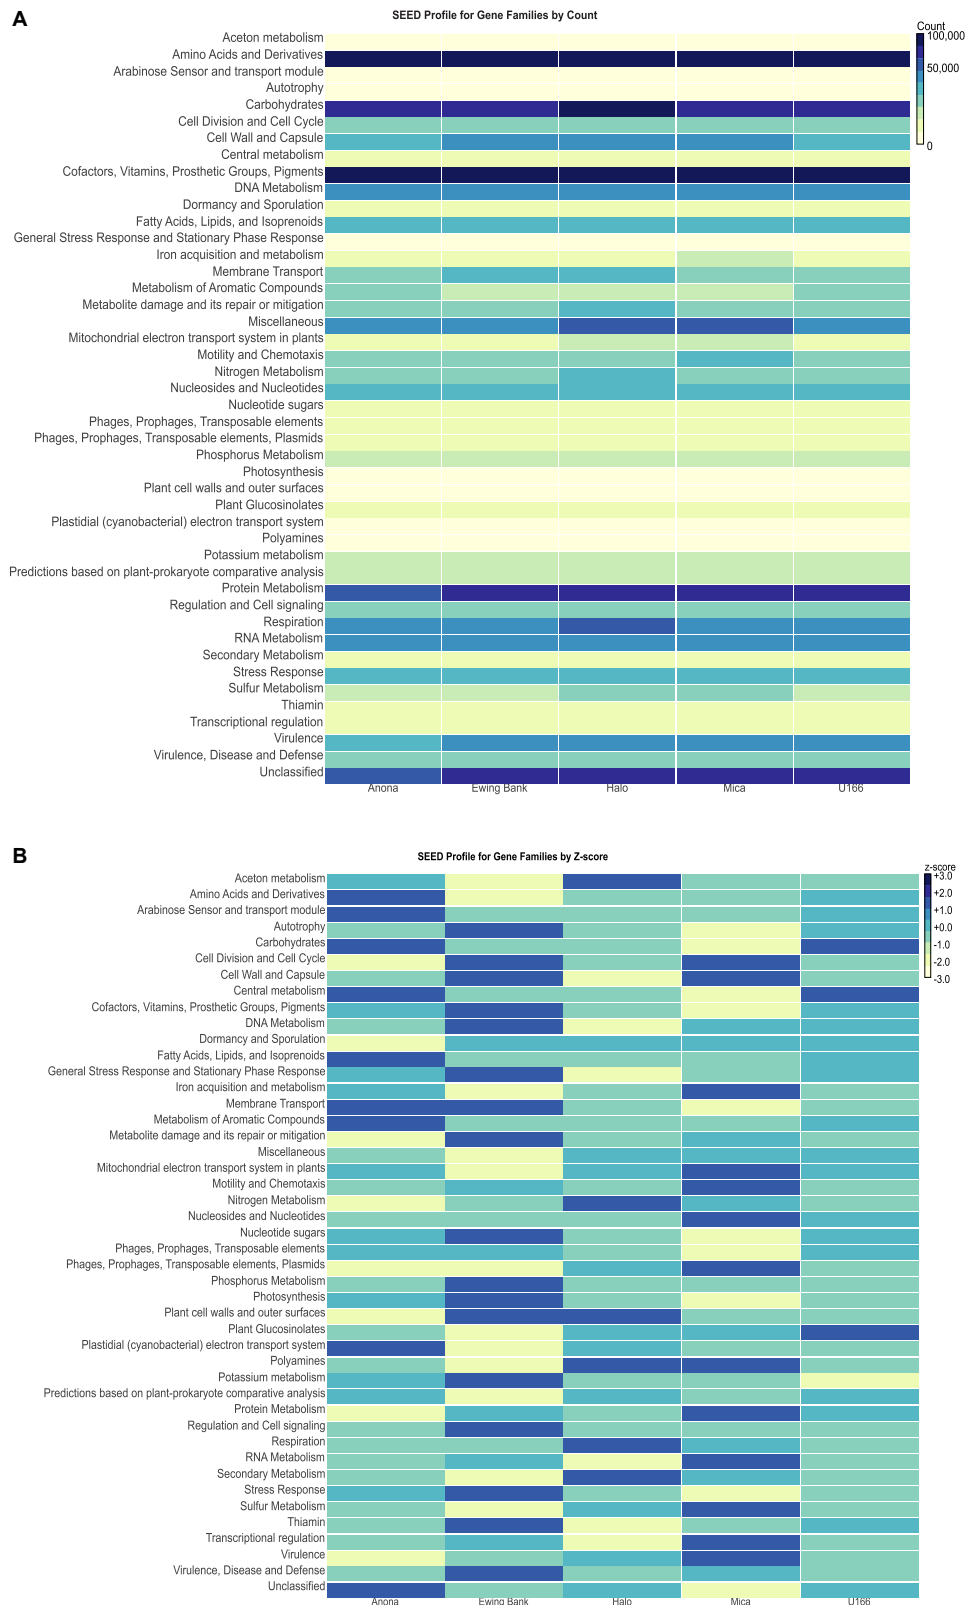 A
SEED Profile for Gene Families by Count
Count
100,000
50,000
0
Aceton metabolism
Amino Acids and Derivatives
Arabinose Sensor and transport module
Autotrophy
Carbohydrates
Cell Division and Cell Cycle
Cell Wall and Capsule
Central metabolism
Cofactors, Vitamins, Prosthetic Groups, Pigments
DNA Metabolism
Dormancy and Sporulation
Fatty Acids, Lipids, and Isoprenoids
General Stress Response and Stationary Phase Response
Iron acquisition and metabolism
Membrane Transport
Metabolism of Aromatic Compounds
Metabolite damage and its repair or mitigation
Miscellaneous
Mitochondrial electron transport system in plants
Motility and Chemotaxis
Nitrogen Metabolism
Nucleosides and Nucleotides
Nucleotide sugars
Phages, Prophages, Transposable elements
Phages, Prophages, Transposable elements, Plasmids
Phosphorus Metabolism
Photosynthesis
Plant cell walls and outer surfaces
Plant Glucosinolates
Plastidial (cyanobacterial) electron transport system
Polyamines
Potassium metabolism
Predictions based on plant-prokaryote comparative analysis
Protein Metabolism
Regulation and Cell signaling
Respiration
RNA Metabolism
Secondary Metabolism
Stress Response
Sulfur Metabolism
Thiamin
Transcriptional regulation
Virulence
Virulence, Disease and Defense
Unclassified
Anona Ewing Bank Halo Mica U166
B
SEED Profile for Gene Families by Z-score
z-score
+3.0
+2.0
+1.0
+0.0
-1.0
-2.0
-3.0
Aceton metabolism
Amino Acids and Derivatives
Arabinose Sensor and transport module
Autotrophy
Carbohydrates
Cell Division and Cell Cycle
Cell Wall and Capsule
Central metabolism
Cofactors, Vitamins, Prosthetic Groups, Pigments
DNA Metabolism
Dormancy and Sporulation
Fatty Acids, Lipids, and Isoprenoids
General Stress Response and Stationary Phase Response
Iron acquisition and metabolism
Membrane Transport
Metabolism of Aromatic Compounds
Metabolite damage and its repair or mitigation
Miscellaneous
Mitochondrial electron transport system in plants
Motility and Chemotaxis
Nitrogen Metabolism
Nucleosides and Nucleotides
Nucleotide sugars
Phages, Prophages, Transposable elements
Phages, Prophages, Transposable elements, Plasmids
Phosphorus Metabolism
Photosynthesis
Plant cell walls and outer surfaces
Plant Glucosinolates
Plastidial (cyanobacterial) electron transport system
Polyamines
Potassium metabolism
Predictions based on plant-prokaryote comparative analysis
Protein Metabolism
Regulation and Cell signaling
Respiration
RNA Metabolism
Secondary Metabolism
Stress Response
Sulfur Metabolism
Thiamin
Transcriptional regulation
Virulence
Virulence, Disease and Defense
Unclassified
Anona Ewing Bank Halo Mica U166